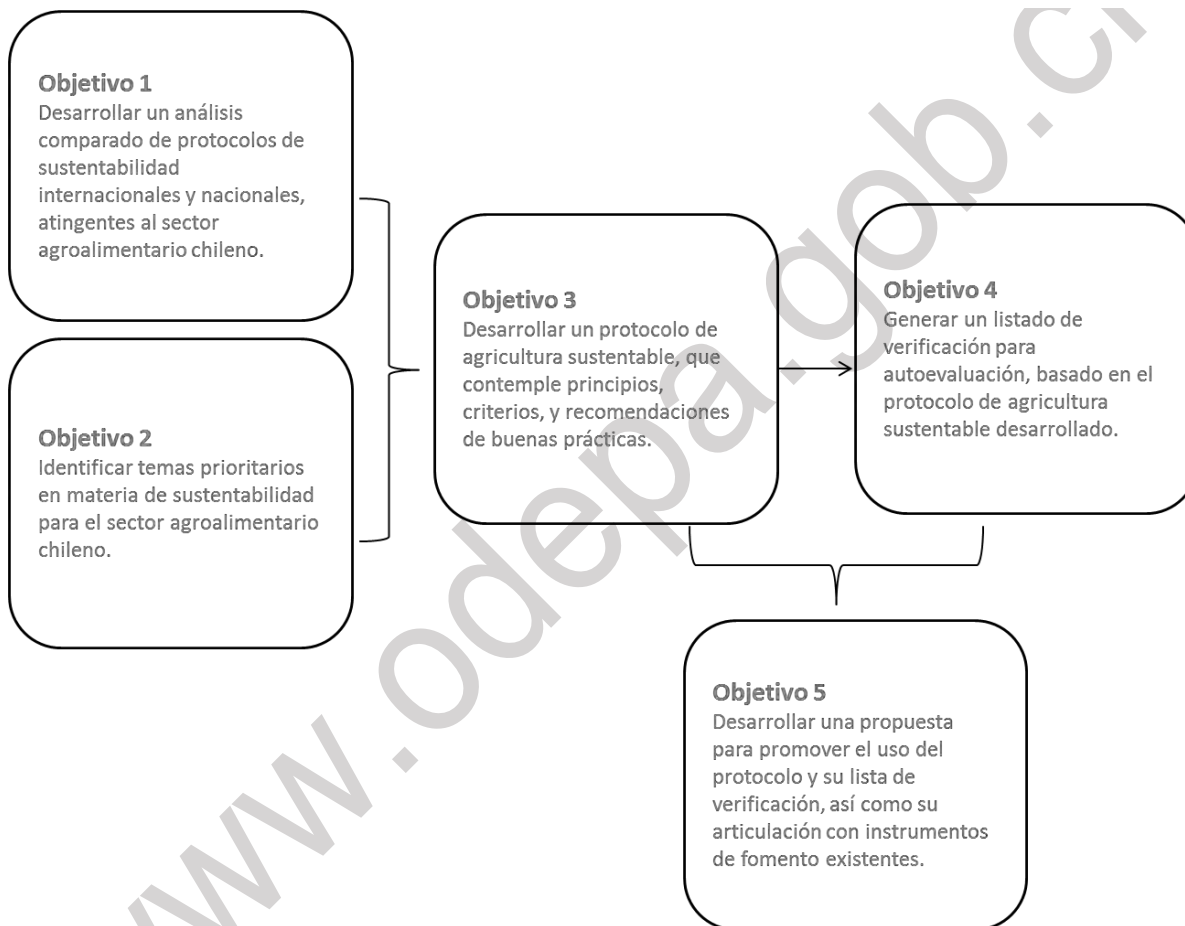 Objetivo 1
Desarrollar un análisis
comparado de protocolos de
sustentabilidad
internacionales y nacionales,
atingentes al sector
agroalimentario chileno.
Objetivo 2
Identificar temas prioritarios
en materia de sustentabilidad
para el sector agroalimentario
chileno.
Objetivo 3
Desarrollar un protocolo de
agricultura sustentable, que
contemple principios,
criterios, y recomendaciones
de buenas prácticas.
Objetivo 4
Generar un listado de
verificación para
autoevaluación, basado en el
protocolo de agricultura
sustentable desarrollado.
Objetivo 5
Desarrollar una propuesta
para promover el uso del
protocolo y su lista de
verificación, así como su
articulación con instrumentos
de fomento existentes.
www.odepa.gob.cl